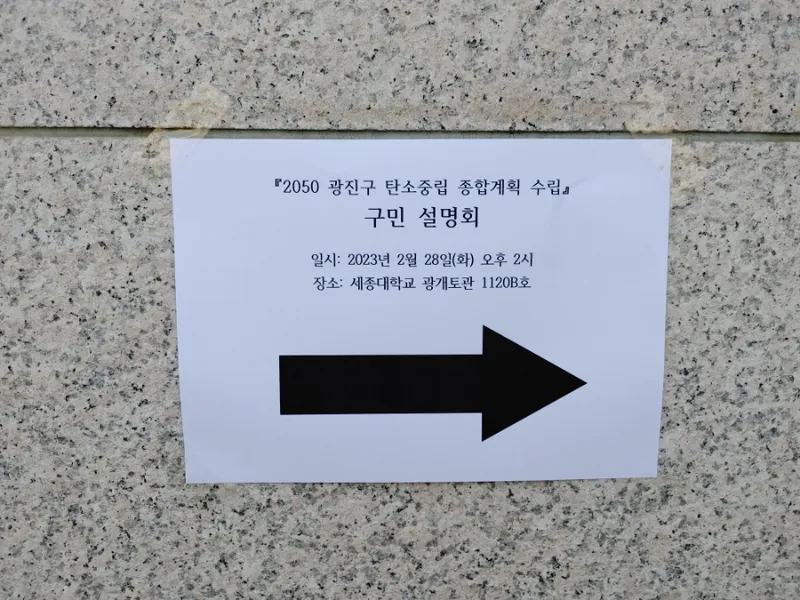 『2050 광진구 탄소중립 종합계획 수립』
구민 설명회
일시: 2023년 2월 28일(화) 오후 2시
장소: 세종대학교 광개토관 1120B호